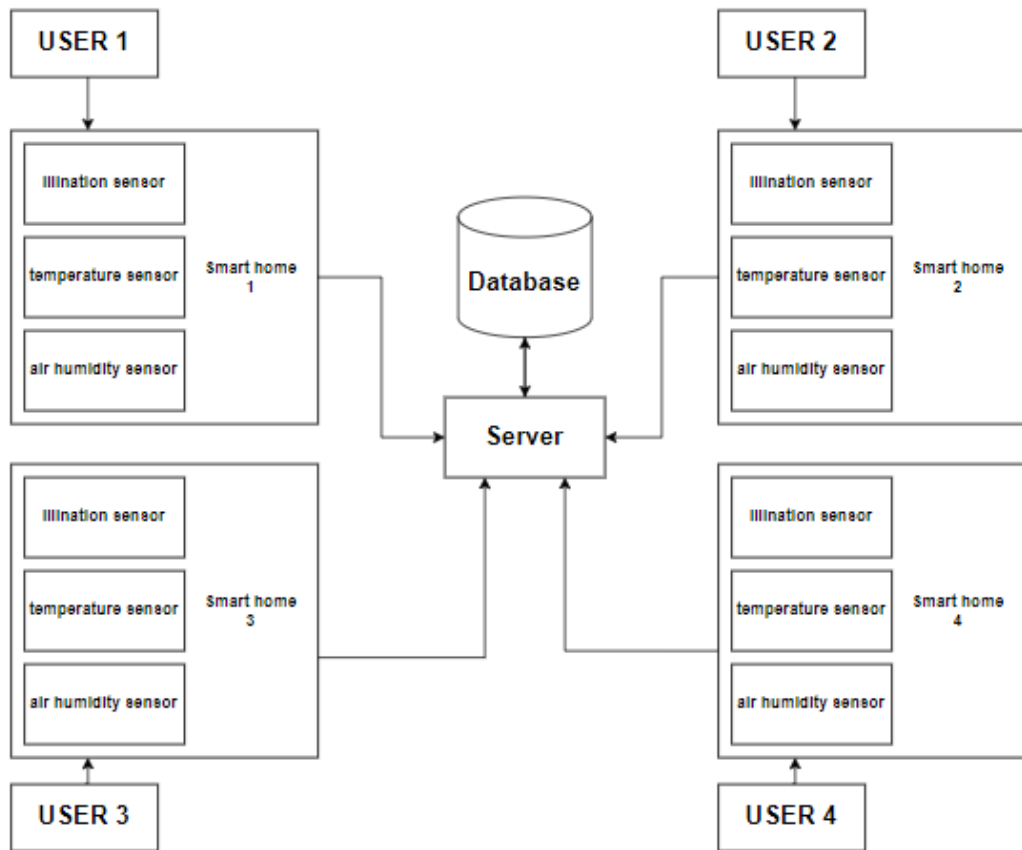 USER 1
USER 2
illination sensor
temperature sensor
air humidity sensor
Smart home
1
Database
Server
illination sensor
temperature sensor
air humidity sensor
Smart home
2
illination sensor
temperature sensor
air humidity sensor
Smart home
3
illination sensor
temperature sensor
air humidity sensor
Smart home
4
USER 3
USER 4